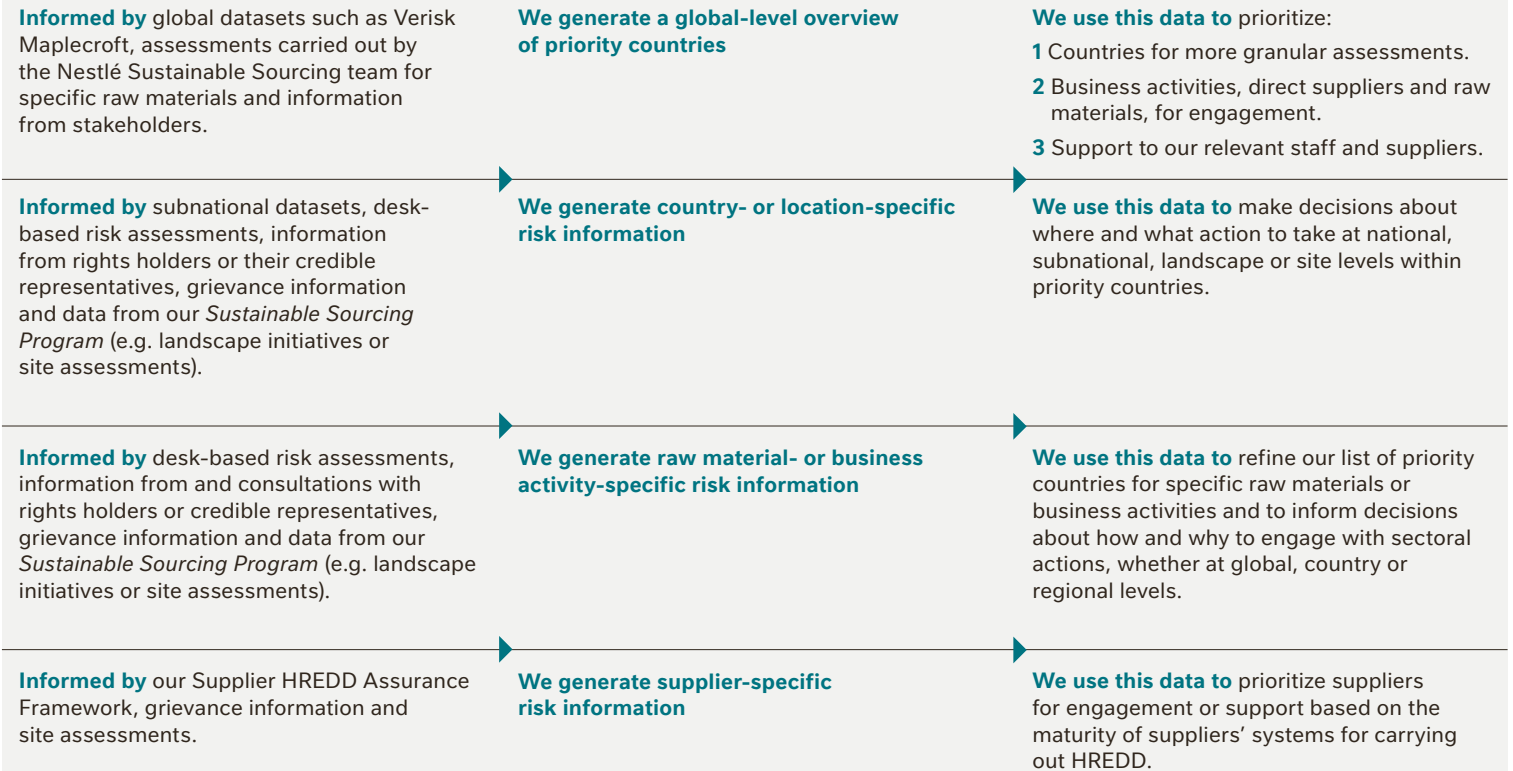 Informed by global datasets such as Verisk
Maplecroft, assessments carried out by
the Nestlé Sustainable Sourcing team for
specific raw materials and information
from stakeholders.
We generate a global-level overview
of priority countries
We use this data to prioritize:
1 Countries for more granular assessments.
2 Business activities, direct suppliers and raw
materials, for engagement.
3 Support to our relevant staff and suppliers.
Informed by subnational datasets, desk-
based risk assessments, information
from rights holders or their credible
representatives, grievance information
and data from our Sustainable Sourcing
Program (e.g. landscape initiatives or
site assessments).
We generate country- or location-specific
risk information
We use this data to make decisions about
where and what action to take at national,
subnational, landscape or site levels within
priority countries.
Informed by desk-based risk assessments,
information from and consultations with
rights holders or credible representatives,
grievance information and data from our
Sustainable Sourcing Program (e.g. landscape
initiatives or site assessments).
We generate raw material- or business
activity-specific risk information
We use this data to refine our list of priority
countries for specific raw materials or
business activities and to inform decisions
about how and why to engage with sectoral
actions, whether at global, country or
regional levels.
Informed by our Supplier HREDD Assurance
Framework, grievance information and
site assessments.
We generate supplier-specific
risk information
We use this data to prioritize suppliers
for engagement or support based on the
maturity of suppliers’ systems for carrying
out HREDD.